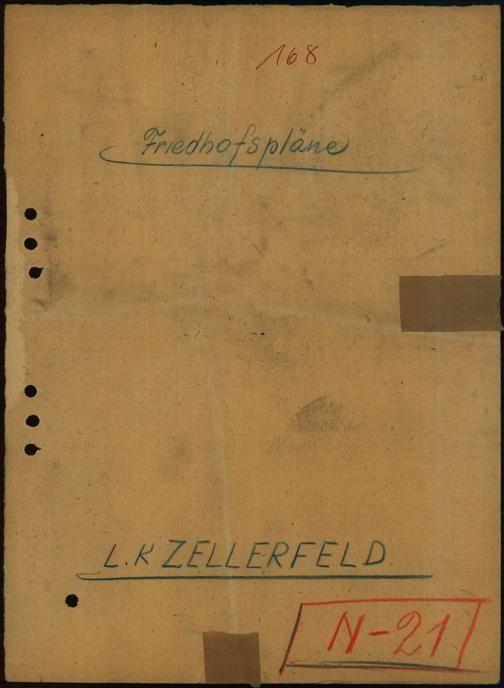 168
Friedhofspläne
L.K ZELLERFELD
N-21